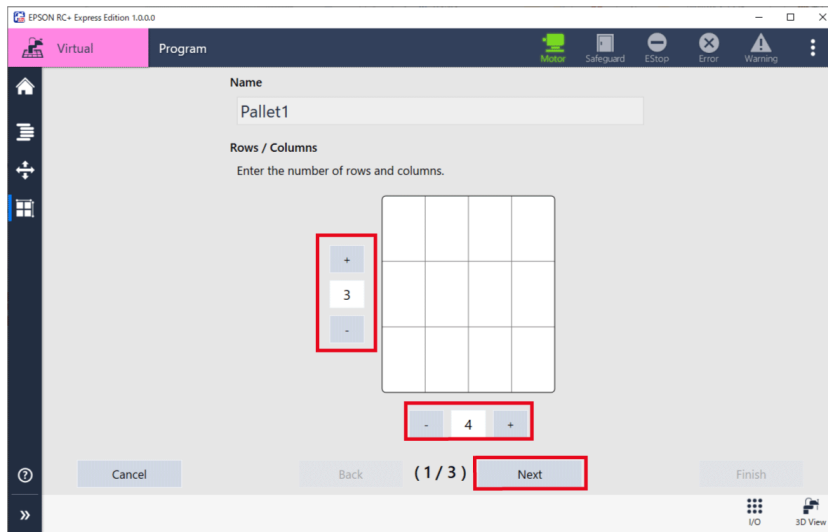 EPSON RC+ Express Edition 1.0.0.0
Virtual
Program
Motor
Safeguard
EStop
Error
Warning
Name
Pallet1
Rows / Columns
Enter the number of rows and columns.
+
3
-
- 4 +
Cancel
Back
(1 / 3)
Next
Finish
I/O
3D View